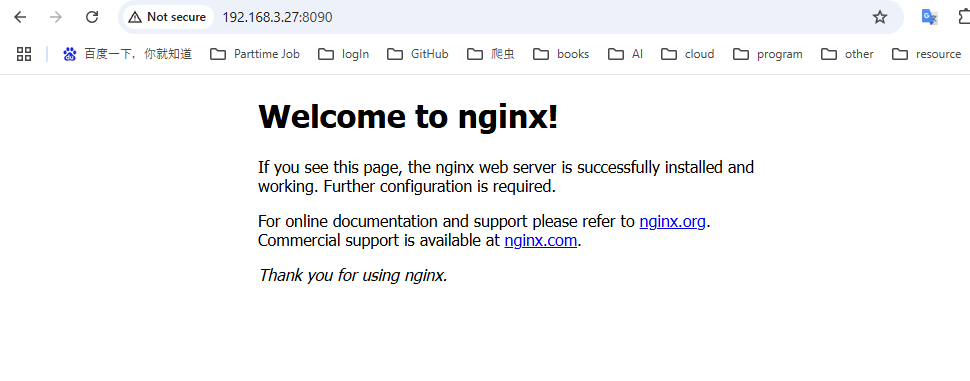 Not secure 192.168.3.27:8090
百度一下，你就知道 Parttime Job logIn GitHub 爬虫 books AI cloud program other resource
Welcome to nginx!
If you see this page, the nginx web server is successfully installed and
working. Further configuration is required.
For online documentation and support please refer to nginx.org.
Commercial support is available at nginx.com.
Thank you for using nginx.